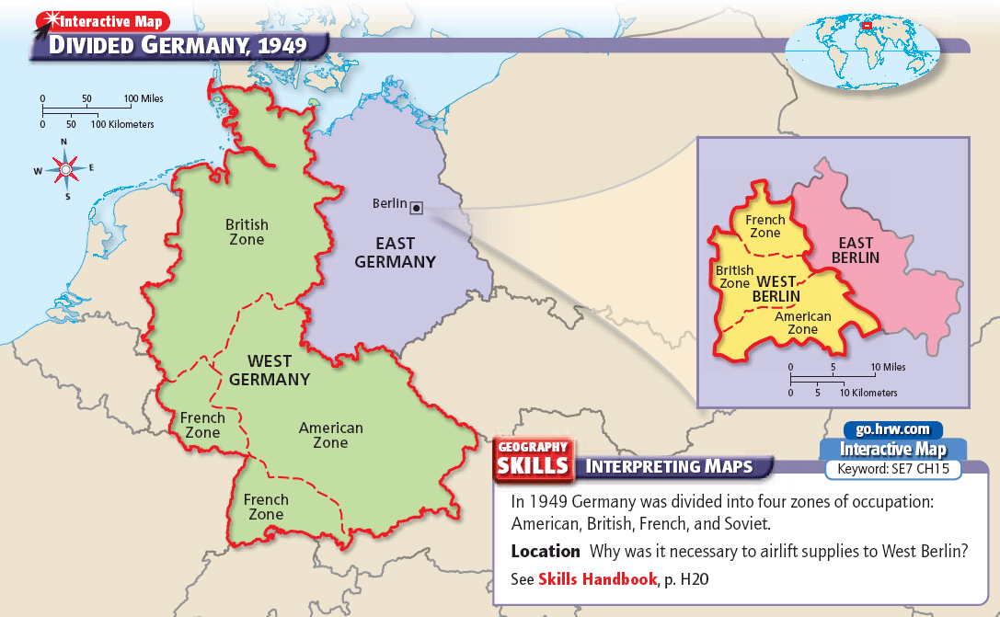 Interactive Map
DIVIDED GERMANY, 1949
0 50 100 Miles
0 50 100 Kilometers
N
W E
S
British
Zone
Berlin
EAST
GERMANY
WEST
GERMANY
French
Zone
American
Zone
French
Zone
French
Zone
EAST
BERLIN
British
Zone
WEST
BERLIN
American
Zone
0 5 10 Miles
0 5 10 Kilometers
go.hrw.com
Interactive Map
Keyword: SE7 CH15
GEOGRAPHY
SKILLS
INTERPRETING MAPS
In 1949 Germany was divided into four zones of occupation:
American, British, French, and Soviet.
Location Why was it necessary to airlift supplies to West Berlin?
See Skills Handbook, p. H20